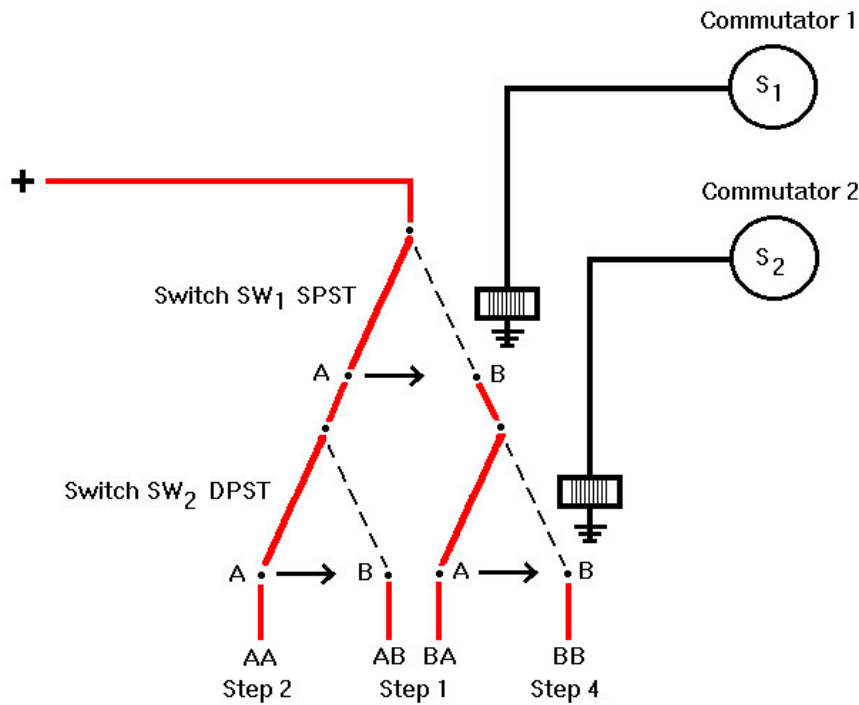 Commutator 1
S1
+
Commutator 2
S2
Switch SW1 SPST
A
B
Switch SW2 DPST
A
B
A
B
AA
AB
BA
BB
Step 2
Step 1
Step 4